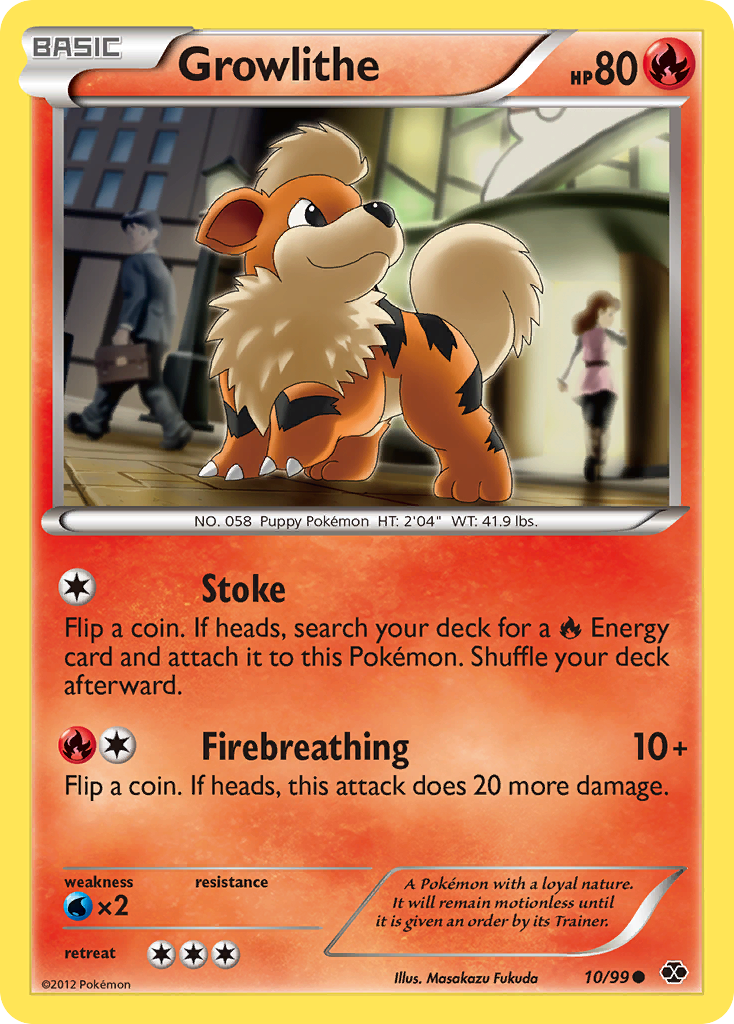 BASIC
Growlithe
HP 80
NO. 058 Puppy Pokémon HT: 2'04" WT: 41.9 lbs.
Stoke
Flip a coin. If heads, search your deck for a Energy
card and attach it to this Pokémon. Shuffle your deck
afterward.
Firebreathing 10+
Flip a coin. If heads, this attack does 20 more damage.
weakness resistance
×2
A Pokémon with a loyal nature.
It will remain motionless until
it is given an order by its Trainer.
retreat
©2012 Pokémon
Illus. Masakazu Fukuda
10/99